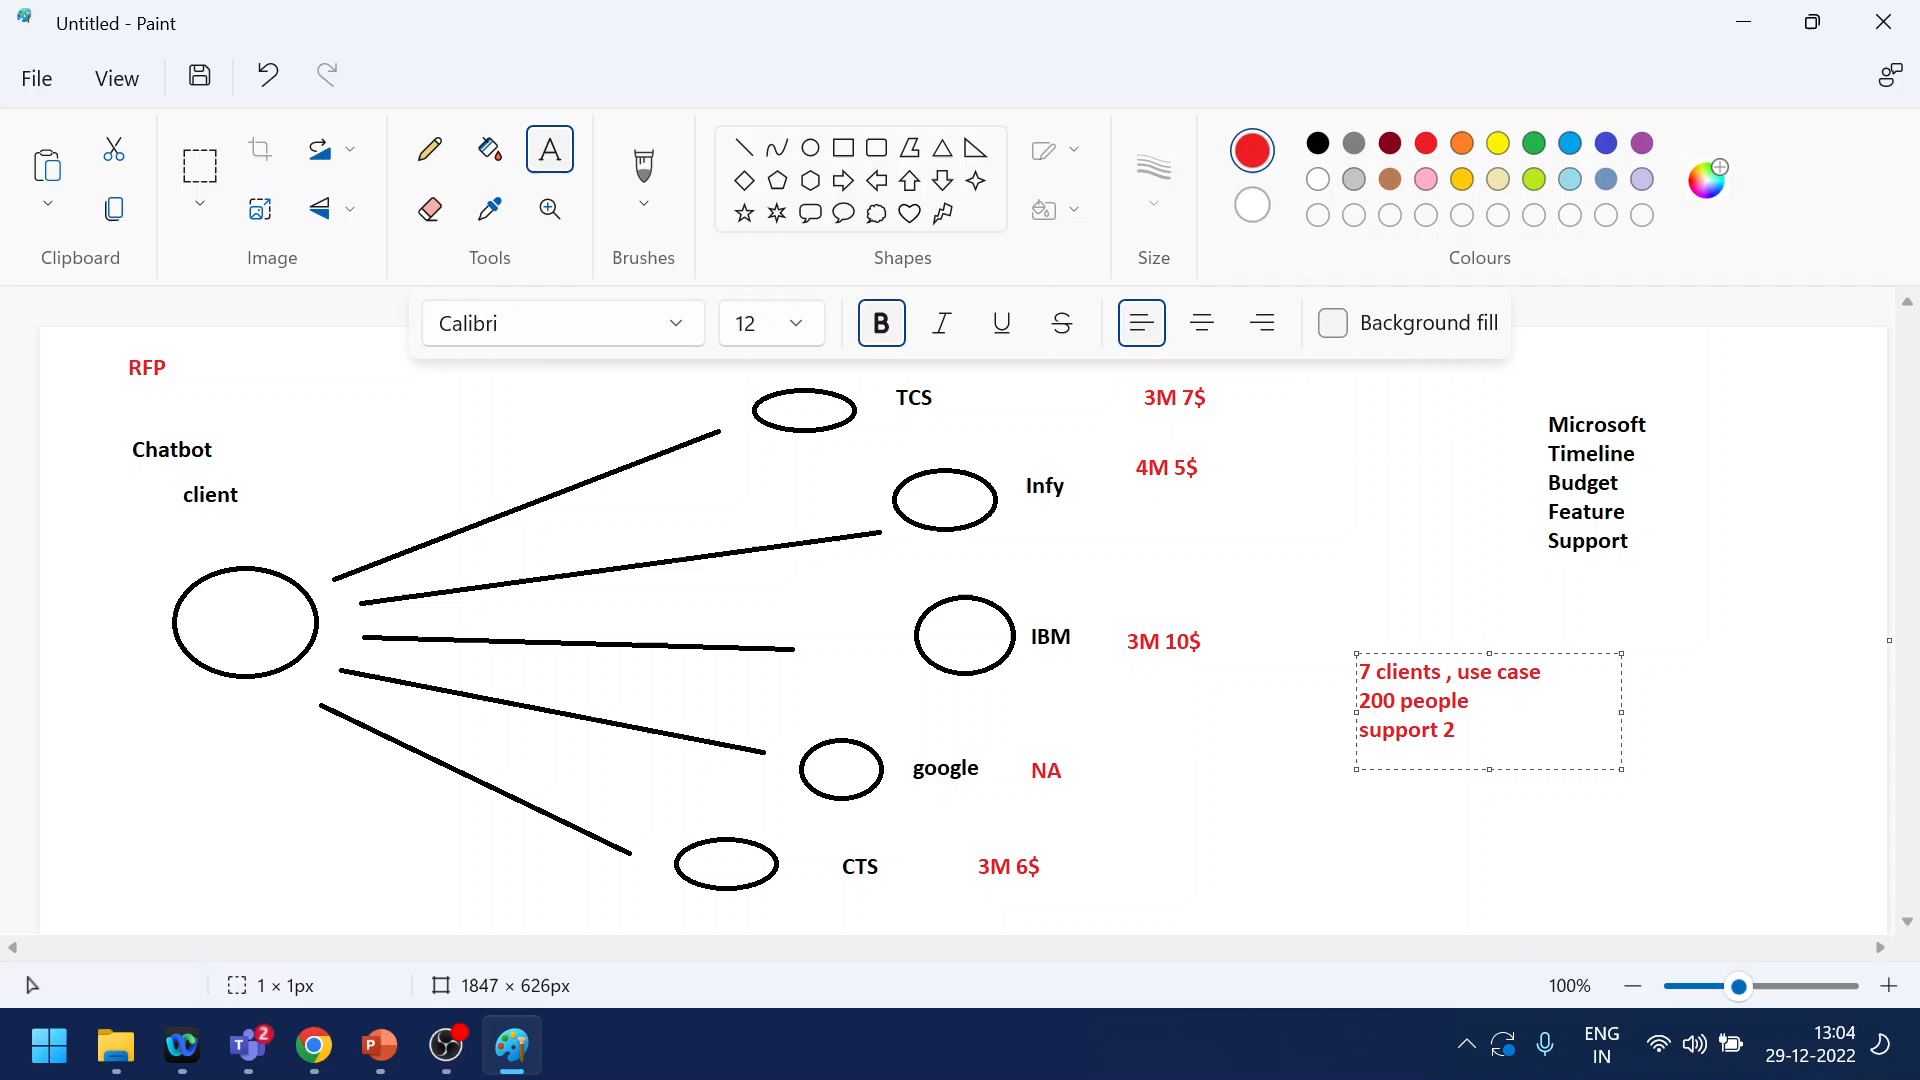 Untitled - Paint
File
View
Clipboard
Image
Tools
Brushes
Shapes
Size
Colours
Calibri
12
B
I
U
S
Background fill
RFP
Chatbot
client
TCS
3M 7$
Infy
4M 5$
IBM
3M 10$
google
NA
CTS
3M 6$
Microsoft
Timeline
Budget
Feature
Support
7 clients , use case
200 people
support 2
1 × 1px
1847 × 626px
100%
2
ENG
IN
13:04
29-12-2022